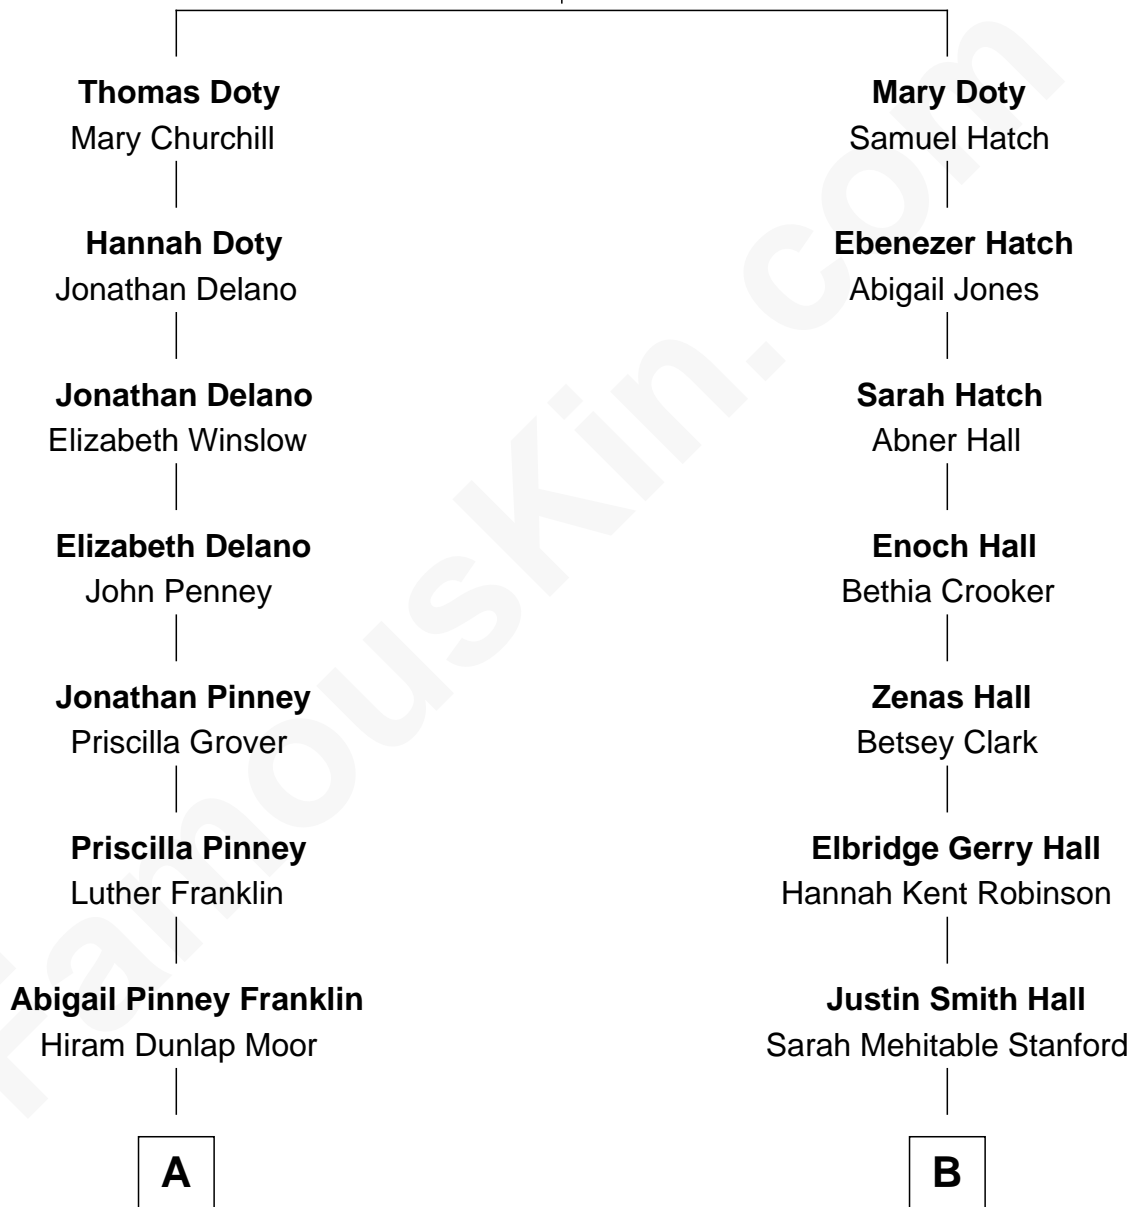 Thomas Doty
Mary Churchill
Hannah Doty
Jonathan Delano
Jonathan Delano
Elizabeth Winslow
Elizabeth Delano
John Penney
Jonathan Pinney
Priscilla Grover
Priscilla Pinney
Luther Franklin
Abigail Pinney Franklin
Hiram Dunlap Moor
A
Mary Doty
Samuel Hatch
Ebenezer Hatch
Abigail Jones
Sarah Hatch
Abner Hall
Enoch Hall
Bethia Crooker
Zenas Hall
Betsey Clark
Elbridge Gerry Hall
Hannah Kent Robinson
Justin Smith Hall
Sarah Mehitable Stanford
B
FamousKin.com